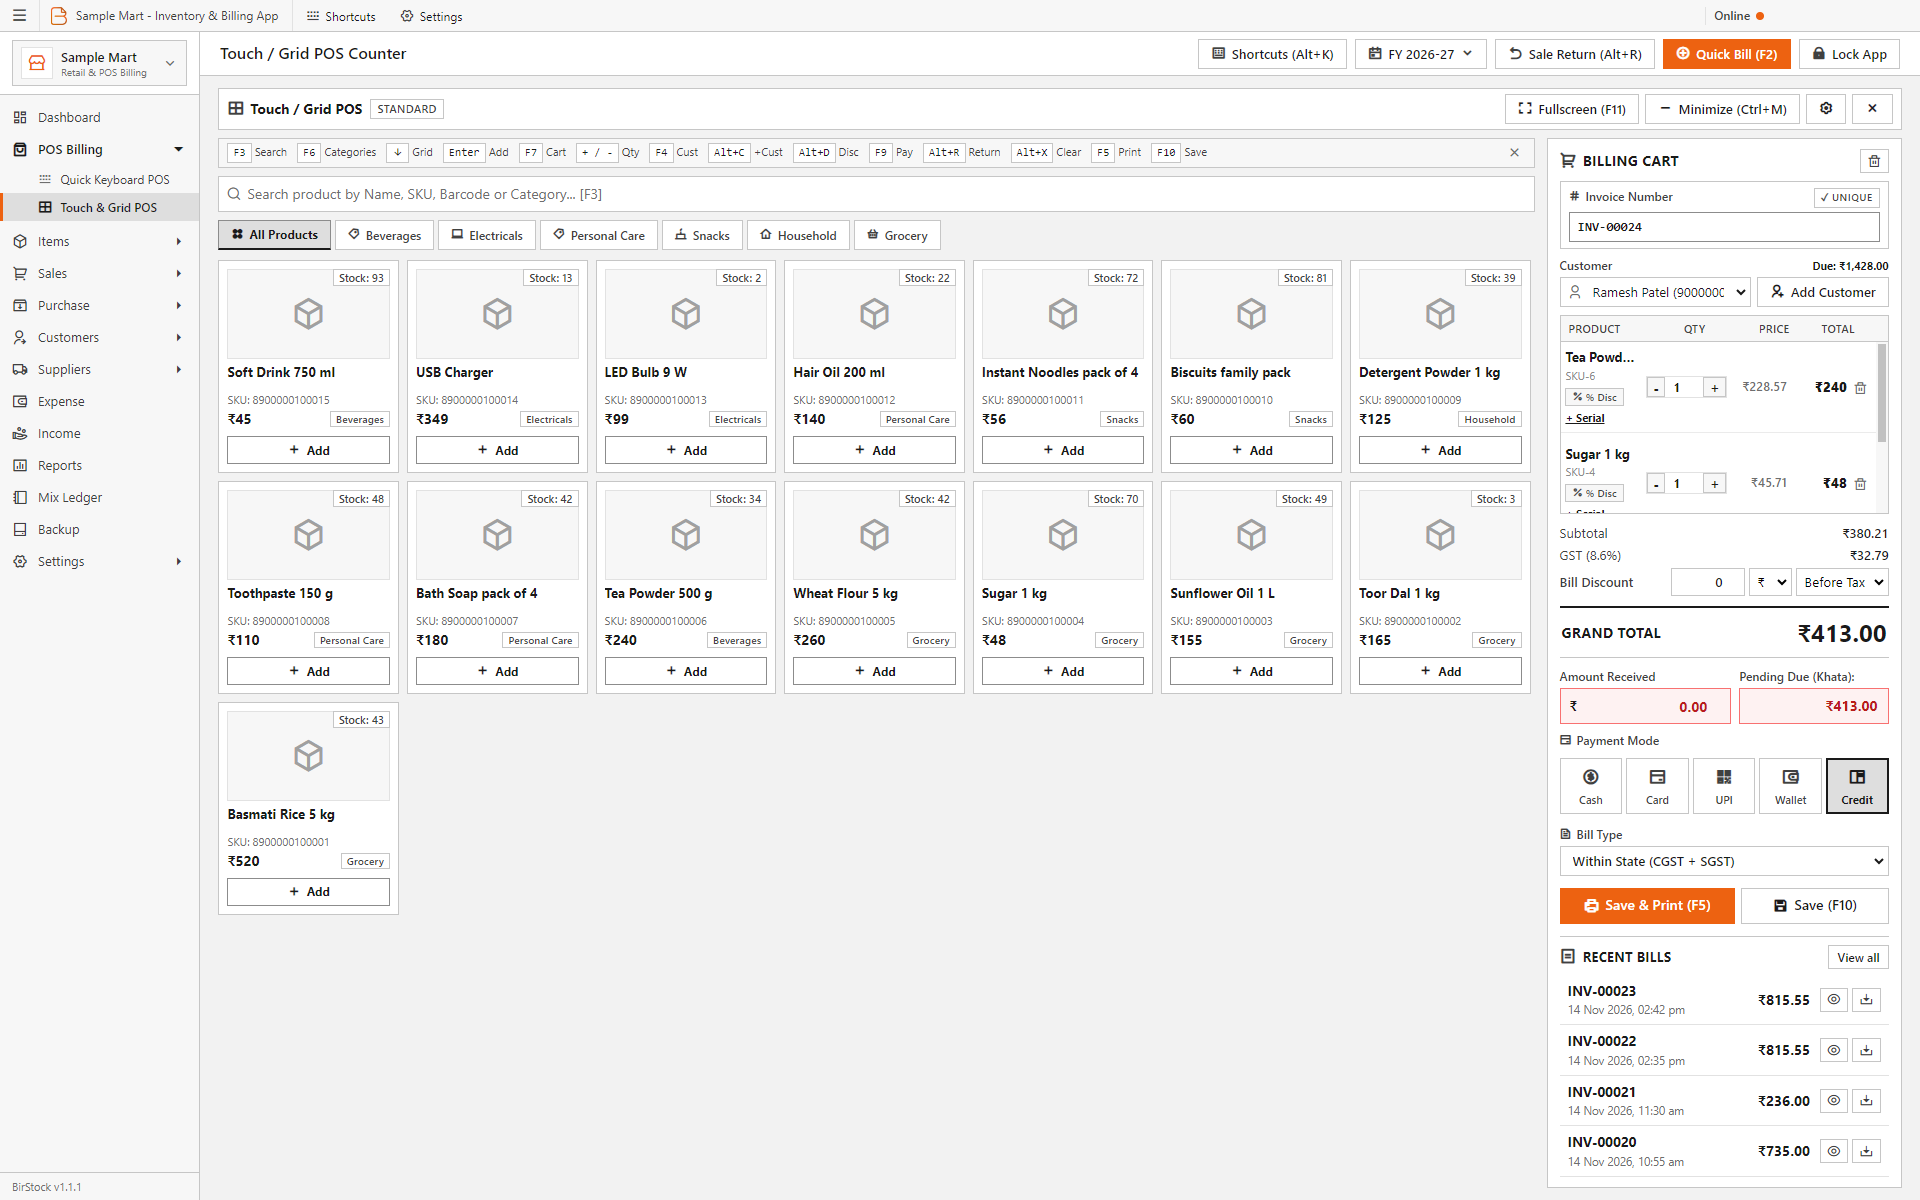 Sample Mart - Inventory & Billing App
Shortcuts
Settings
Online
Sample Mart
Retail & POS Billing
Touch / Grid POS Counter
Shortcuts (Alt+K)
FY 2026-27
Sale Return (Alt+R)
Quick Bill (F2)
Lock App
Dashboard
POS Billing
Quick Keyboard POS
Touch & Grid POS
Items
Sales
Purchase
Customers
Suppliers
Expense
Income
Reports
Mix Ledger
Backup
Settings
BirStock v1.1.1
Touch / Grid POS STANDARD
Fullscreen (F11)
Minimize (Ctrl+M)
F3 Search F6 Categories ↓ Grid Enter Add F7 Cart + / - Qty F4 Cust Alt+C +Cust Alt+D Disc F9 Pay Alt+R Return Alt+X Clear F5 Print F10 Save
Search product by Name, SKU, Barcode or Category... [F3]
All Products Beverages Electricals Personal Care Snacks Household Grocery
Stock: 93
Soft Drink 750 ml
SKU: 8900000100015
₹45 Beverages
+ Add
Stock: 13
USB Charger
SKU: 8900000100014
₹349 Electricals
+ Add
Stock: 2
LED Bulb 9 W
SKU: 8900000100013
₹99 Electricals
+ Add
Stock: 22
Hair Oil 200 ml
SKU: 8900000100012
₹140 Personal Care
+ Add
Stock: 72
Instant Noodles pack of 4
SKU: 8900000100011
₹56 Snacks
+ Add
Stock: 81
Biscuits family pack
SKU: 8900000100010
₹60 Snacks
+ Add
Stock: 39
Detergent Powder 1 kg
SKU: 8900000100009
₹125 Household
+ Add
Stock: 48
Toothpaste 150 g
SKU: 8900000100008
₹110 Personal Care
+ Add
Stock: 42
Bath Soap pack of 4
SKU: 8900000100007
₹180 Personal Care
+ Add
Stock: 34
Tea Powder 500 g
SKU: 8900000100006
₹240 Beverages
+ Add
Stock: 42
Wheat Flour 5 kg
SKU: 8900000100005
₹260 Grocery
+ Add
Stock: 70
Sugar 1 kg
SKU: 8900000100004
₹48 Grocery
+ Add
Stock: 49
Sunflower Oil 1 L
SKU: 8900000100003
₹155 Grocery
+ Add
Stock: 3
Toor Dal 1 kg
SKU: 8900000100002
₹165 Grocery
+ Add
Stock: 43
Basmati Rice 5 kg
SKU: 8900000100001
₹520 Grocery
+ Add
BILLING CART
# Invoice Number ✓ UNIQUE
INV-00024
Customer Due: ₹1,428.00
Ramesh Patel (900000C Add Customer
PRODUCT QTY PRICE TOTAL
Tea Powd...
SKU-6
- 1 + ₹228.57 ₹240
% % Disc
+ Serial
Sugar 1 kg
SKU-4
- 1 + ₹45.71 ₹48
% % Disc
+ Serial
Subtotal ₹380.21
GST (8.6%) ₹32.79
Bill Discount 0 ₹ Before Tax
GRAND TOTAL ₹413.00
Amount Received Pending Due (Khata):
₹ 0.00 ₹413.00
Payment Mode
Cash Card UPI Wallet Credit
Bill Type
Within State (CGST + SGST)
Save & Print (F5) Save (F10)
RECENT BILLS View all
INV-00023
14 Nov 2026, 02:42 pm
₹815.55
INV-00022
14 Nov 2026, 02:35 pm
₹815.55
INV-00021
14 Nov 2026, 11:30 am
₹236.00
INV-00020
14 Nov 2026, 10:55 am
₹735.00